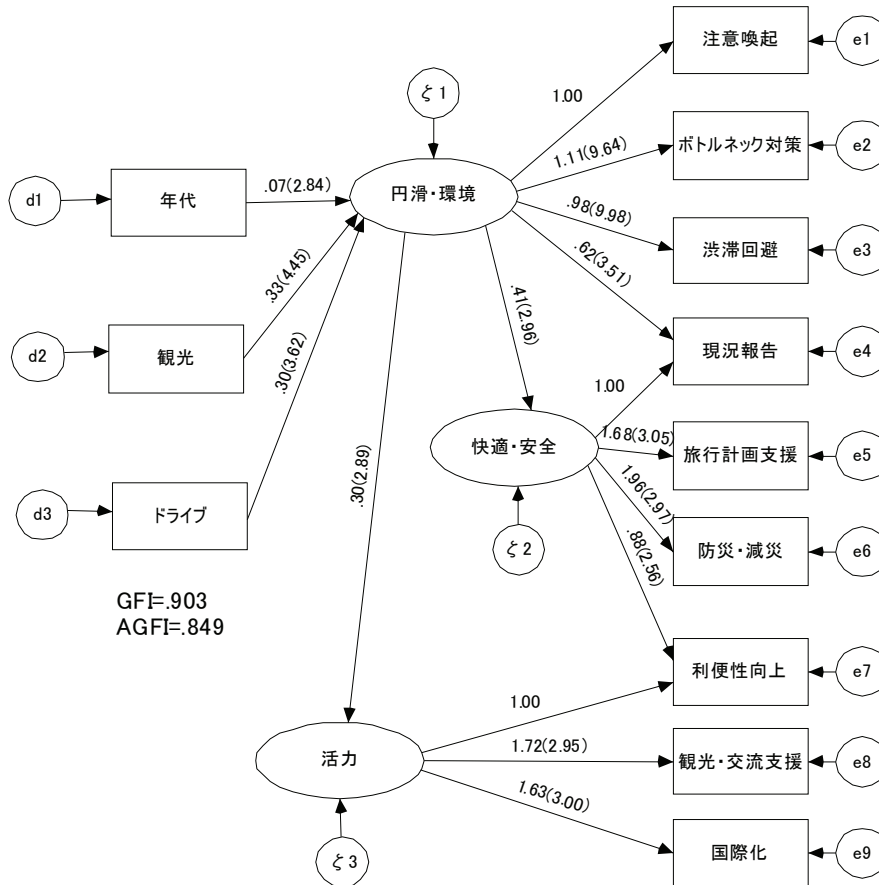 注意喚起
e1
ζ1
1.00
ボトルネック対策
e2
1.11(9.64)
d1
年代
.07(2.84)
円滑・環境
.98(9.98)
渋滞回避
e3
.62(3.51)
.33(4.45)
d2
観光
.30(3.62)
.41(2.96)
現況報告
e4
1.00
快適・安全
1.68(3.05)
旅行計画支援
e5
.30(2.89)
1.96(2.97)
d3
ドライブ
ζ2
.88(2.56)
防災・減災
e6
GFI=.903
AGFI=.849
利便性向上
e7
1.00
活力
1.72(2.95)
観光・交流支援
e8
1.63(3.00)
ζ3
国際化
e9